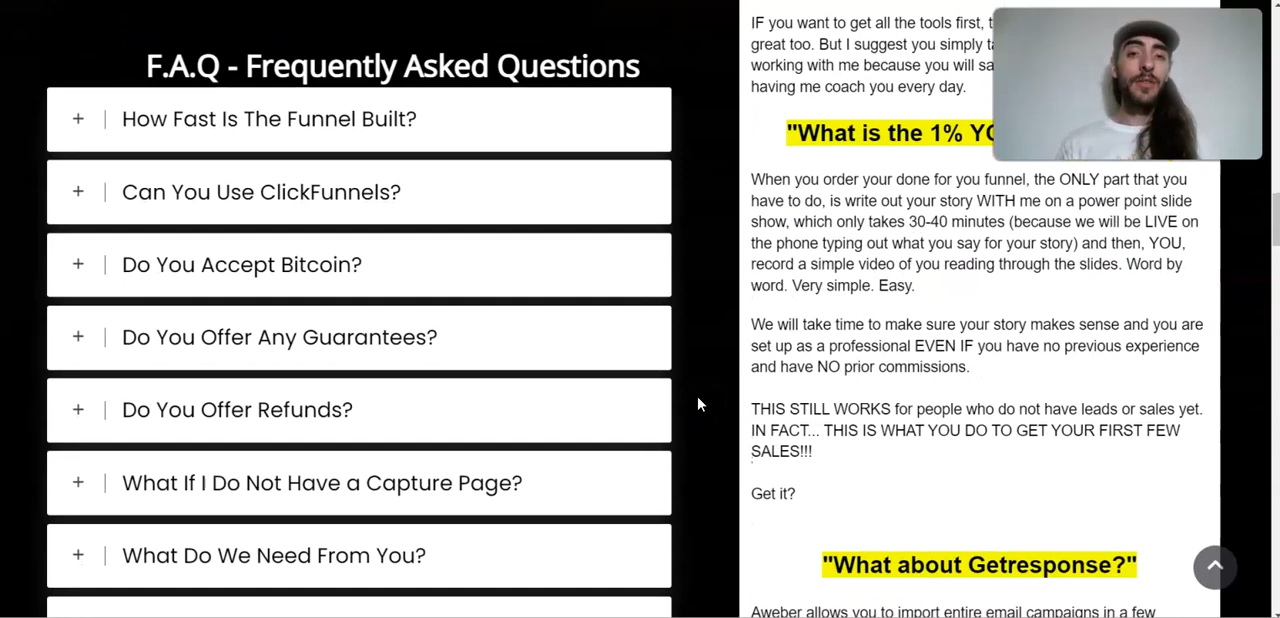 F.A.Q - Frequently Asked Questions
+ | How Fast Is The Funnel Built?
+ | Can You Use ClickFunnels?
+ | Do You Accept Bitcoin?
+ | Do You Offer Any Guarantees?
+ | Do You Offer Refunds?
+ | What If I Do Not Have a Capture Page?
+ | What Do We Need From You?
IF you want to get all the tools first,
great too. But I suggest you simply
working with me because you will
having me coach you every day.
"What is the 1%
When you order your done for you funnel, the ONLY part that you
have to do, is write out your story WITH me on a power point slide
show, which only takes 30-40 minutes (because we will be LIVE on
the phone typing out what you say for your story) and then, YOU,
record a simple video of you reading through the slides. Word by
word. Very simple. Easy.
We will take time to make sure your story makes sense and you are
set up as a professional EVEN IF you have no previous experience
and have NO prior commissions.
THIS STILL WORKS for people who do not have leads or sales yet.
IN FACT... THIS IS WHAT YOU DO TO GET YOUR FIRST FEW
SALES!!!
Get it?
"What about Getresponse?"
Aweber allows you to import entire email campaigns in a few